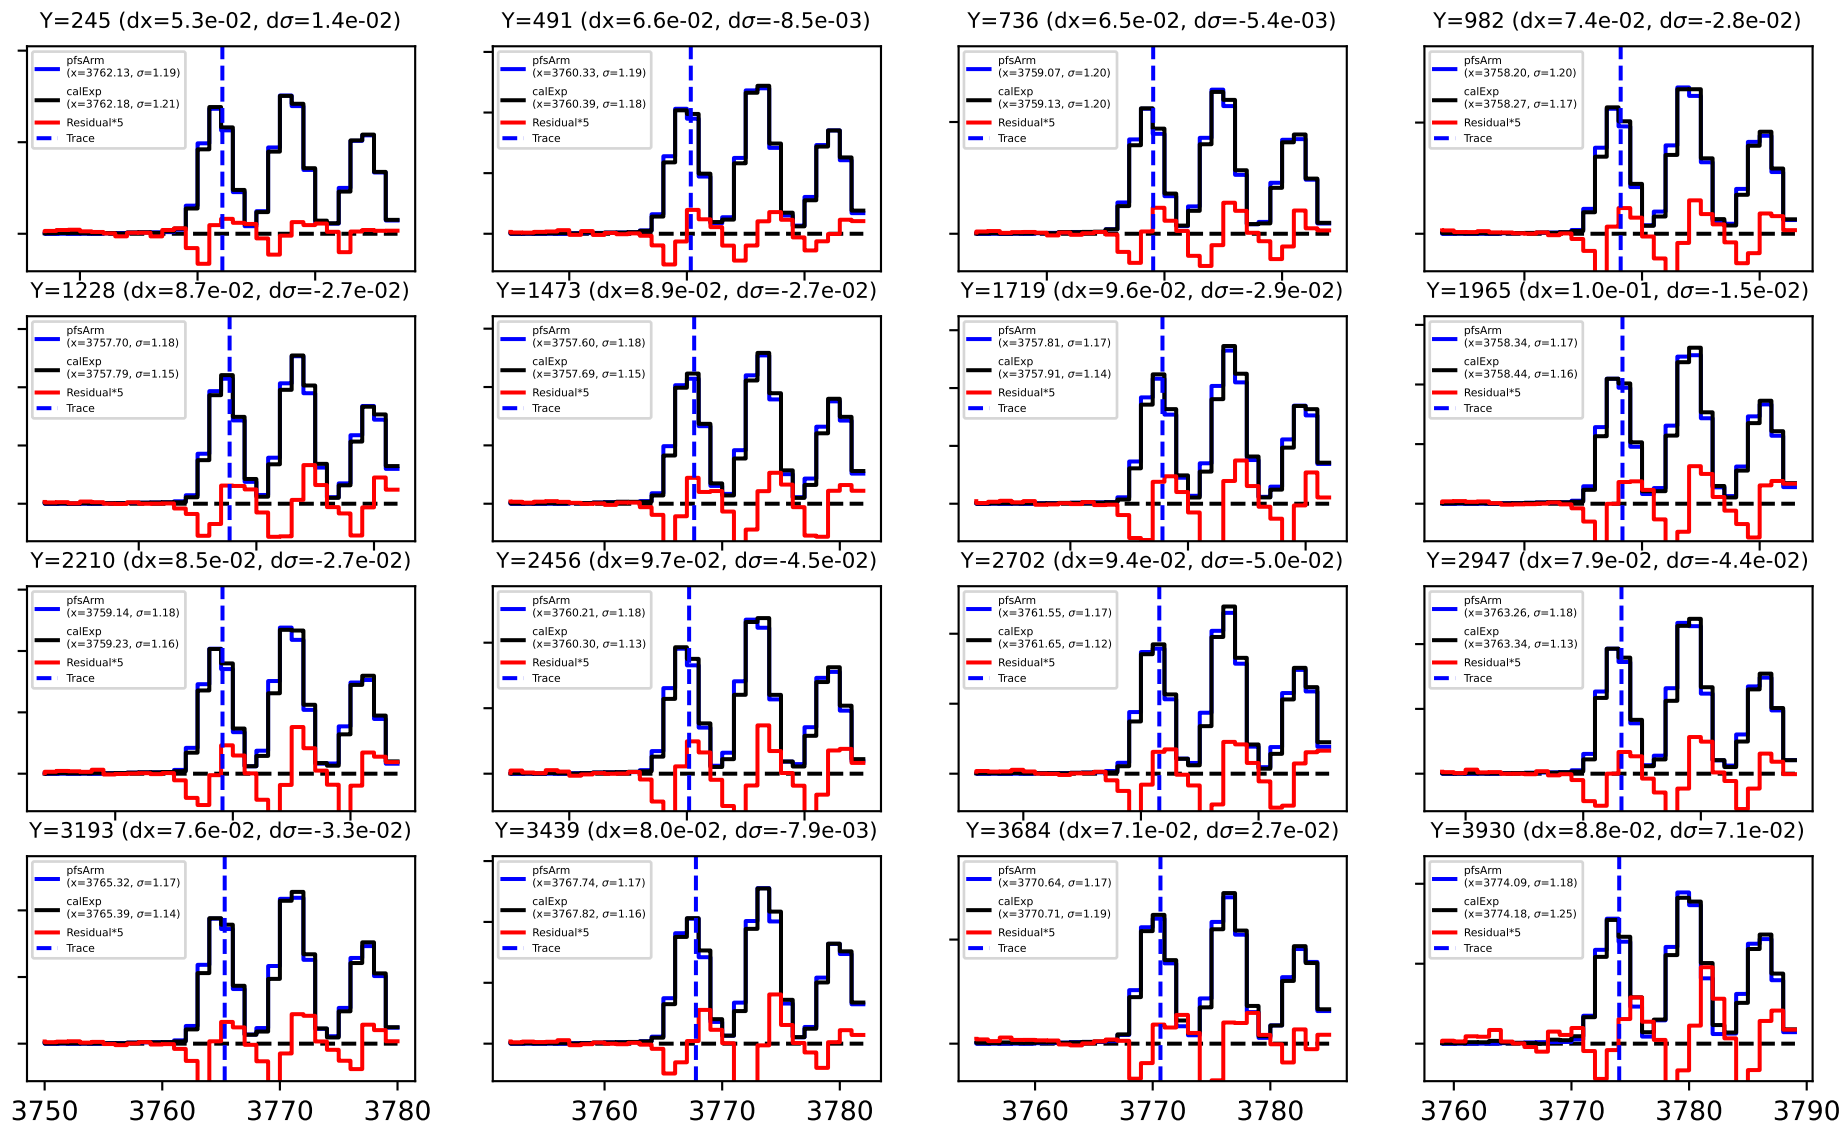 Y=245 (dx=5.3e-02, dσ=1.4e-02)
pfsArm
(x=3762.13, σ=1.19)
calExp
(x=3762.18, σ=1.21)
Residual*5
Trace
Y=491 (dx=6.6e-02, dσ=-8.5e-03)
pfsArm
(x=3760.33, σ=1.19)
calExp
(x=3760.39, σ=1.18)
Residual*5
Trace
Y=736 (dx=6.5e-02, dσ=-5.4e-03)
pfsArm
(x=3759.07, σ=1.20)
calExp
(x=3759.13, σ=1.20)
Residual*5
Trace
Y=982 (dx=7.4e-02, dσ=-2.8e-02)
pfsArm
(x=3758.20, σ=1.20)
calExp
(x=3758.27, σ=1.17)
Residual*5
Trace
Y=1228 (dx=8.7e-02, dσ=-2.7e-02)
pfsArm
(x=3757.70, σ=1.18)
calExp
(x=3757.79, σ=1.15)
Residual*5
Trace
Y=1473 (dx=8.9e-02, dσ=-2.7e-02)
pfsArm
(x=3757.60, σ=1.18)
calExp
(x=3757.69, σ=1.15)
Residual*5
Trace
Y=1719 (dx=9.6e-02, dσ=-2.9e-02)
pfsArm
(x=3757.81, σ=1.17)
calExp
(x=3757.91, σ=1.14)
Residual*5
Trace
Y=1965 (dx=1.0e-01, dσ=-1.5e-02)
pfsArm
(x=3758.34, σ=1.17)
calExp
(x=3758.44, σ=1.16)
Residual*5
Trace
Y=2210 (dx=8.5e-02, dσ=-2.7e-02)
pfsArm
(x=3759.14, σ=1.18)
calExp
(x=3759.23, σ=1.16)
Residual*5
Trace
Y=2456 (dx=9.7e-02, dσ=-4.5e-02)
pfsArm
(x=3760.21, σ=1.18)
calExp
(x=3760.30, σ=1.13)
Residual*5
Trace
Y=2702 (dx=9.4e-02, dσ=-5.0e-02)
pfsArm
(x=3761.55, σ=1.17)
calExp
(x=3761.65, σ=1.12)
Residual*5
Trace
Y=2947 (dx=7.9e-02, dσ=-4.4e-02)
pfsArm
(x=3763.26, σ=1.18)
calExp
(x=3763.34, σ=1.13)
Residual*5
Trace
Y=3193 (dx=7.6e-02, dσ=-3.3e-02)
pfsArm
(x=3765.32, σ=1.17)
calExp
(x=3765.39, σ=1.14)
Residual*5
Trace
3750 3760 3770 3780
Y=3439 (dx=8.0e-02, dσ=-7.9e-03)
pfsArm
(x=3767.74, σ=1.17)
calExp
(x=3767.82, σ=1.16)
Residual*5
Trace
3760 3770 3780
Y=3684 (dx=7.1e-02, dσ=2.7e-02)
pfsArm
(x=3770.64, σ=1.17)
calExp
(x=3770.71, σ=1.19)
Residual*5
Trace
3760 3770 3780
Y=3930 (dx=8.8e-02, dσ=7.1e-02)
pfsArm
(x=3774.09, σ=1.18)
calExp
(x=3774.18, σ=1.25)
Residual*5
Trace
3760 3770 3780 3790